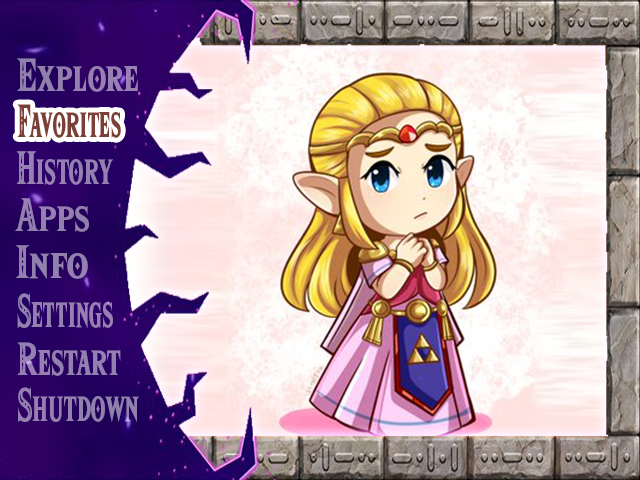 Explore
Favorites
History
Apps
Info
Settings
Restart
Shutdown